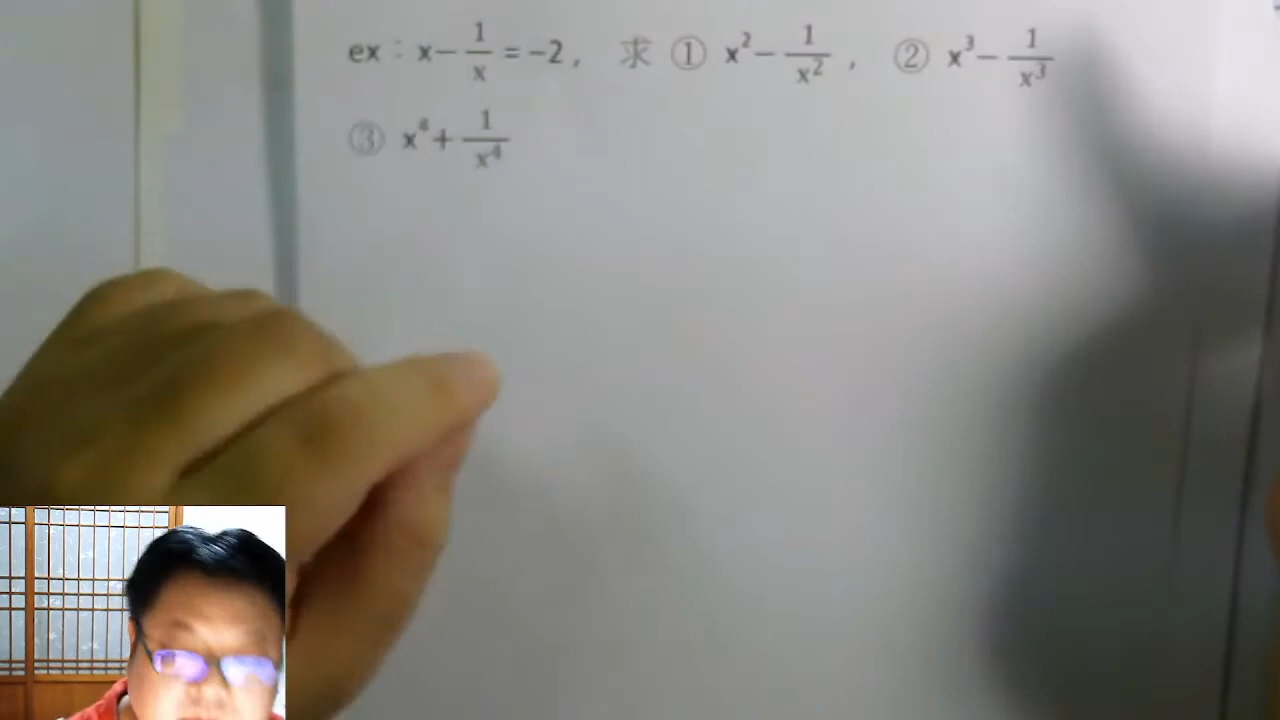 ex：x－1/x＝－2，求 ① x²－1/x²，② x³－1/x³
③ x⁴＋1/x⁴